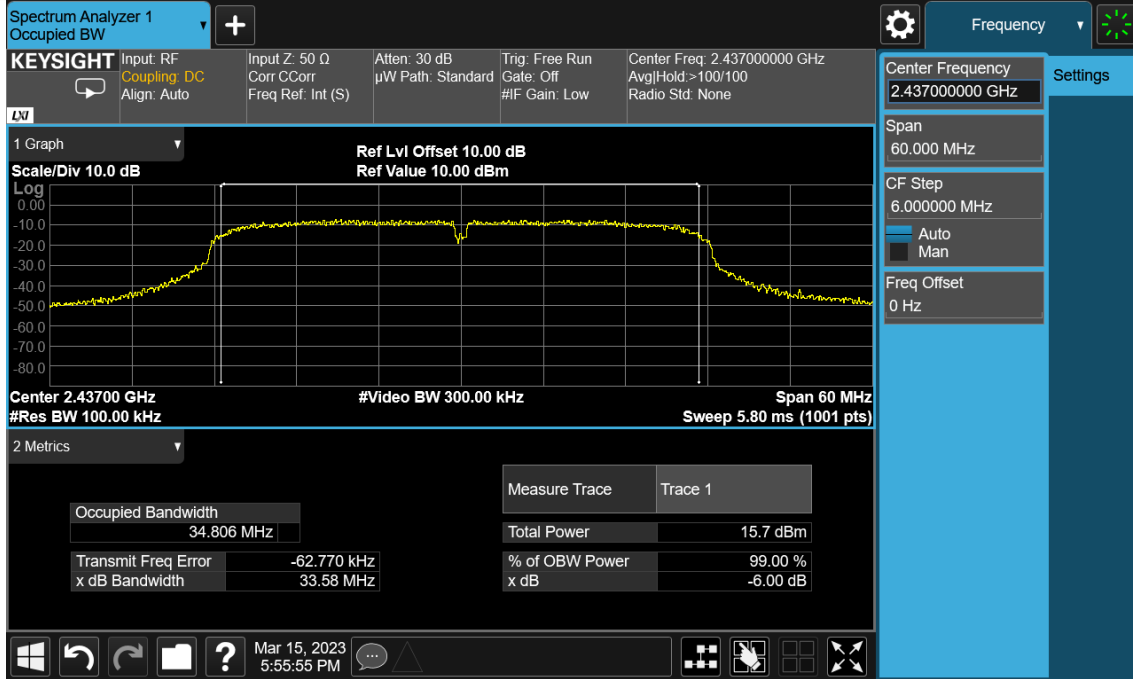 Spectrum Analyzer 1
Occupied BW
Frequency
KEYSIGHT
LXI
Input: RF
Coupling: DC
Align: Auto
Input Z: 50 Ω
Corr CCorr
Freq Ref: Int (S)
Atten: 30 dB
µW Path: Standard
Trig: Free Run
Gate: Off
#IF Gain: Low
Center Freq: 2.437000000 GHz
Avg|Hold:>100/100
Radio Std: None
Center Frequency
2.437000000 GHz
Settings
Span
60.000 MHz
CF Step
6.000000 MHz
Auto
Man
Freq Offset
0 Hz
1 Graph
Scale/Div 10.0 dB
Ref Lvl Offset 10.00 dB
Ref Value 10.00 dBm
Log
0.00
-10.0
-20.0
-30.0
-40.0
-50.0
-60.0
-70.0
-80.0
Center 2.43700 GHz
#Video BW 300.00 kHz
Span 60 MHz
#Res BW 100.00 kHz
Sweep 5.80 ms (1001 pts)
2 Metrics
Measure Trace
Trace 1
Occupied Bandwidth
34.806 MHz
Total Power
15.7 dBm
Transmit Freq Error
-62.770 kHz
% of OBW Power
99.00 %
x dB Bandwidth
33.58 MHz
x dB
-6.00 dB
?
Mar 15, 2023
5:55:55 PM